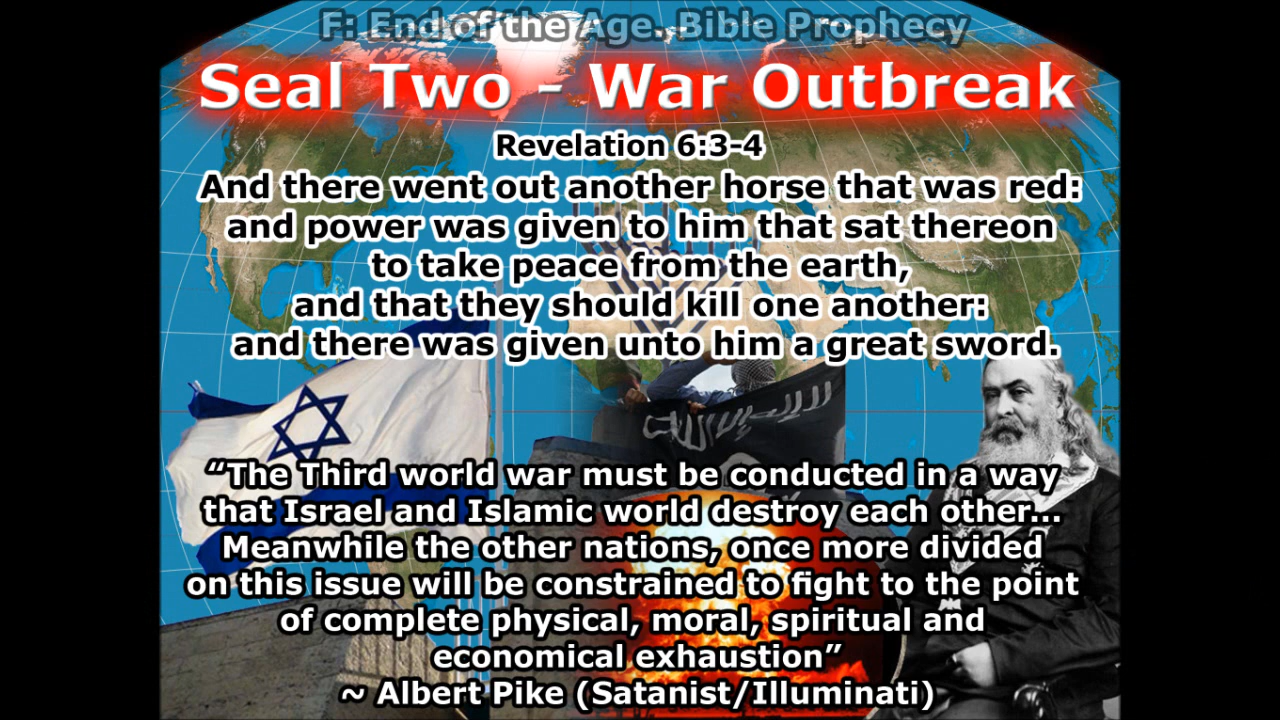 F: End of the Age. Bible Prophecy
Seal Two - War Outbreak
Revelation 6:3-4
And there went out another horse that was red:
and power was given to him that sat thereon
to take peace from the earth,
and that they should kill one another:
and there was given unto him a great sword.
“The Third world war must be conducted in a way
that Israel and Islamic world destroy each other...
Meanwhile the other nations, once more divided
on this issue will be constrained to fight to the point
of complete physical, moral, spiritual and
economical exhaustion”
~ Albert Pike (Satanist/Illuminati)